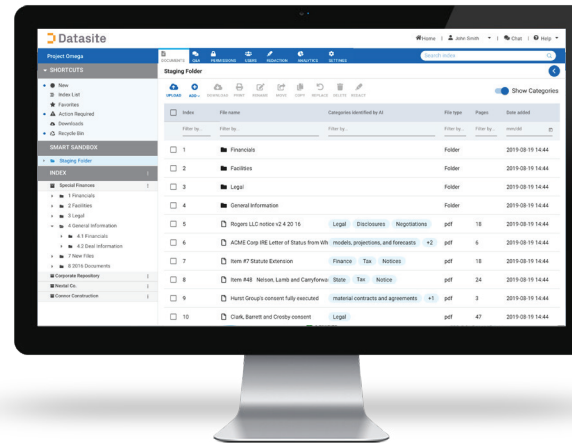 Datasite
Home | John Smith | Chat | Help
Project Omega
DOCUMENTS Q&A PERMISSIONS USERS REDACTION ANALYTICS SETTINGS
Search index
SHORTCUTS
Staging Folder
New
Index List
Favorites
Action Required
Downloads
Recycle Bin
UPLOAD ADD DOWNLOAD PRINT RENAME MOVE COPY REPLACE DELETE REDACT
Show Categories
Index File name Categories identified by AI File type Pages Date added
Filter by... Filter by... Filter by... Filter by... Filter by...
SMART SANDBOX
Staging Folder
INDEX
Special Finances
1 Financials
2 Facilities
3 Legal
4 General Information
4.1 Financials
4.2 Deal Information
7 New Files
8 2016 Documents
Corporate Repository
Nestal Co.
Connor Construction
1 Financials Folder 2019-08-19 14:44
2 Facilities Folder 2019-08-19 14:44
3 Legal Folder 2019-08-19 14:44
4 General Information Folder 2019-08-19 14:44
5 Rogers LLC notice v2 4 20 16 Legal Disclosures Negotiations pdf 18 2019-08-19 14:44
6 ACME Corp IRE Letter of Status from Wh models, projections, and forecasts +2 pdf 6 2019-08-19 14:44
7 Item #7 Statute Extension Finance Tax Notices pdf 18 2019-08-19 14:44
8 Item #48 Nelson, Lamb and Carryforwa State Tax Notice pdf 24 2019-08-19 14:44
9 Hurst Group's consent fully executed material contracts and agreements +1 pdf 3 2019-08-19 14:44
10 Clark, Barrett and Crosby consent Legal pdf 47 2019-08-19 14:44